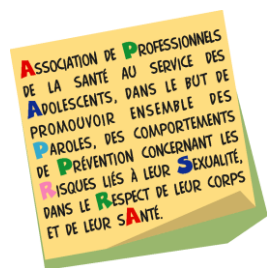 ASSOCIATION DE PROFESSIONNELS
DE LA SANTÉ AU SERVICE DES
ADOLESCENTS, DANS LE BUT DE
PROMOUVOIR ENSEMBLE DES
PAROLES, DES COMPORTEMENTS
DE PRÉVENTION CONCERNANT LES
RISQUES LIÉS À LEUR SEXUALITÉ,
DANS LE RESPECT DE LEUR CORPS
ET DE LEUR SANTÉ.